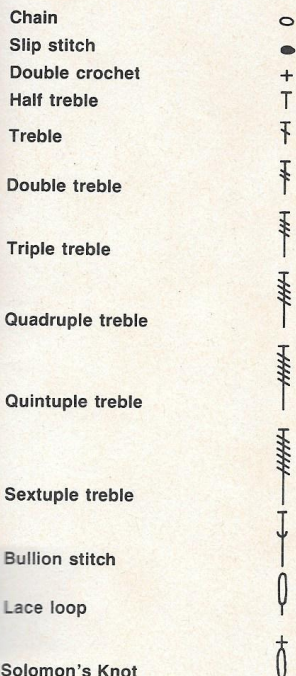 Chain
Slip stitch
Double crochet
Half treble
Treble
Double treble
Triple treble
Quadruple treble
Quintuple treble
Sextuple treble
Bullion stitch
Lace loop
Solomon's Knot